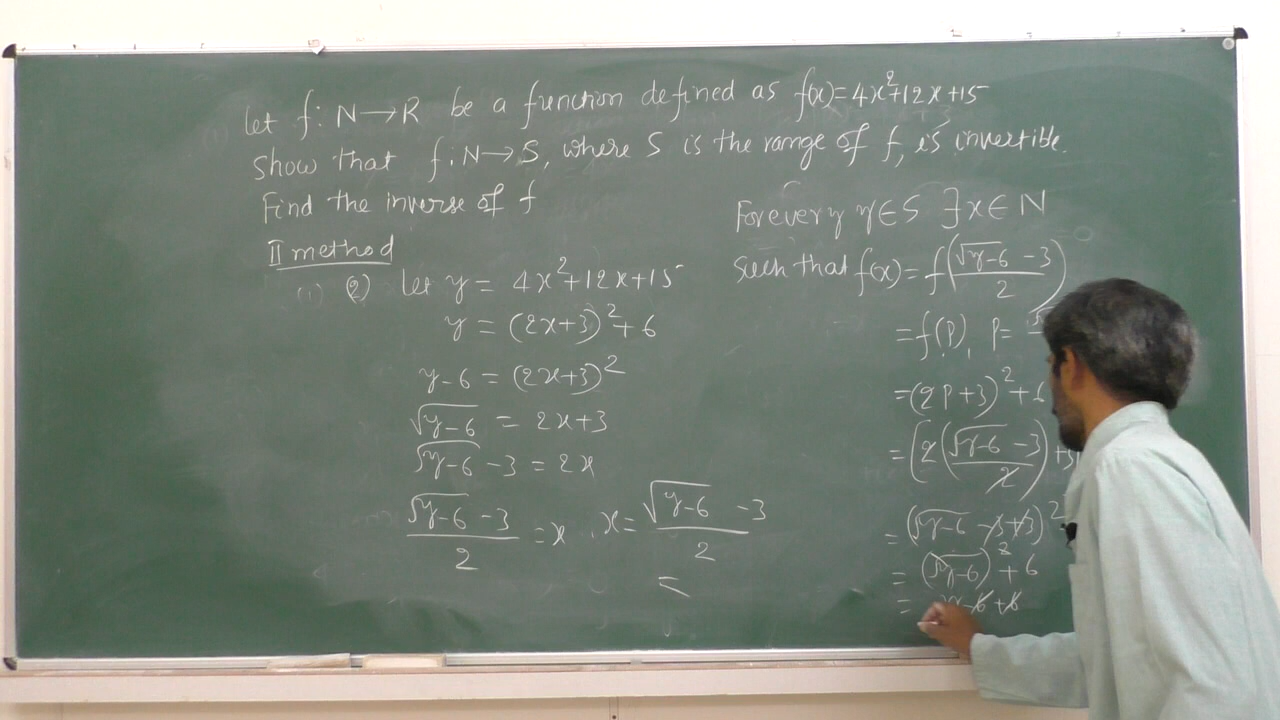 Let f: N→R be a function defined as f(x)=4x²+12x+15
Show that f:N→S, where S is the range of f, is invertible.
Find the inverse of f
II method
(2) Let y = 4x²+12x+15
y = (2x+3)²+6
y-6 = (2x+3)²
√y-6 = 2x+3
√y-6 -3 = 2x
(√y-6 -3)/2 = x, x= (√y-6 -3)/2
For every y∈S ∃x∈N
such that f(x)=f((√y-6 -3)/2)
=f(P), P=
=(2P+3)²+6
=(2((√y-6 -3)/2)+3
=(√y-6 -3+3)²
=(√y-6)²+6
= y-6+6